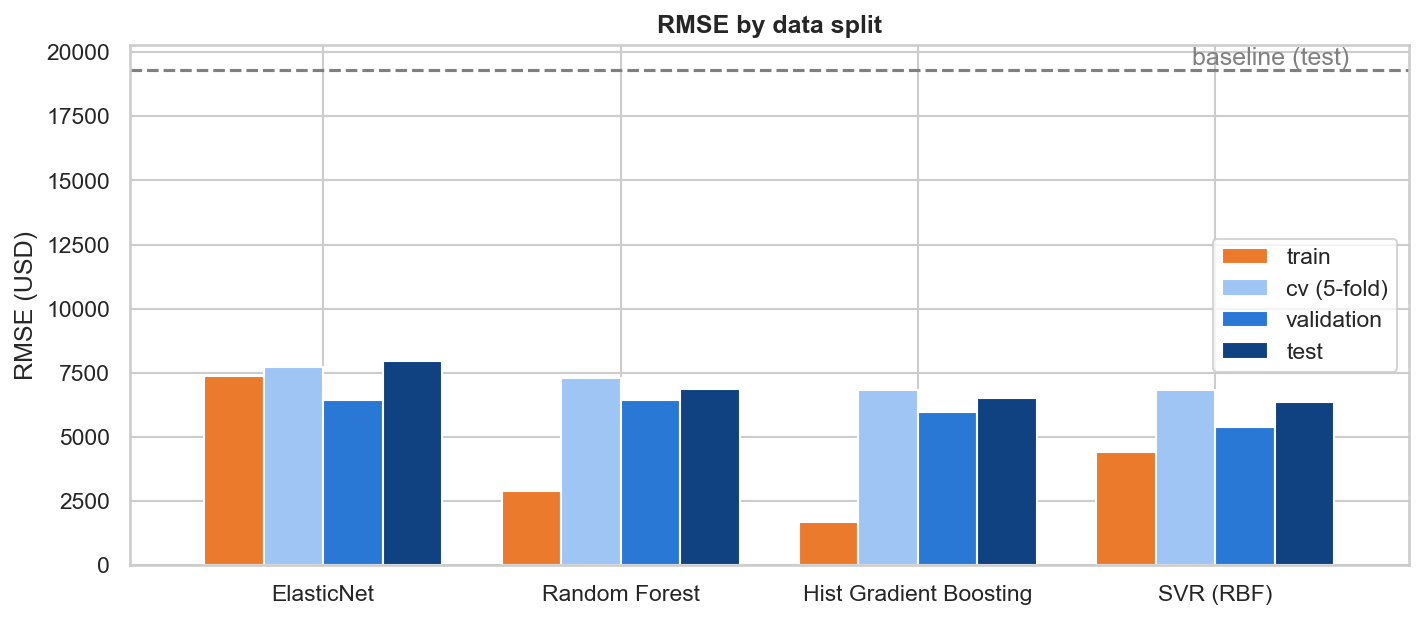 RMSE by data split
20000
17500
15000
12500
10000
7500
5000
2500
0
RMSE (USD)
baseline (test)
train
cv (5-fold)
validation
test
ElasticNet
Random Forest
Hist Gradient Boosting
SVR (RBF)